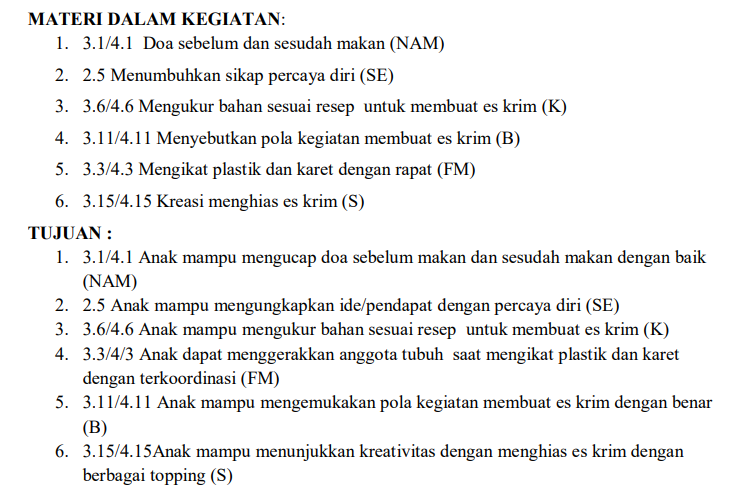 MATERI DALAM KEGIATAN:
1. 3.1/4.1 Doa sebelum dan sesudah makan (NAM)
2. 2.5 Menumbuhkan sikap percaya diri (SE)
3. 3.6/4.6 Mengukur bahan sesuai resep untuk membuat es krim (K)
4. 3.11/4.11 Menyebutkan pola kegiatan membuat es krim (B)
5. 3.3/4.3 Mengikat plastik dan karet dengan rapat (FM)
6. 3.15/4.15 Kreasi menghias es krim (S)
TUJUAN :
1. 3.1/4.1 Anak mampu mengucap doa sebelum makan dan sesudah makan dengan baik
(NAM)
2. 2.5 Anak mampu mengungkapkan ide/pendapat dengan percaya diri (SE)
3. 3.6/4.6 Anak mampu mengukur bahan sesuai resep untuk membuat es krim (K)
4. 3.3/4/3 Anak dapat menggerakkan anggota tubuh saat mengikat plastik dan karet
dengan terkoordinasi (FM)
5. 3.11/4.11 Anak mampu mengemukakan pola kegiatan membuat es krim dengan benar
(B)
6. 3.15/4.15Anak mampu menunjukkan kreativitas dengan menghias es krim dengan
berbagai topping (S)